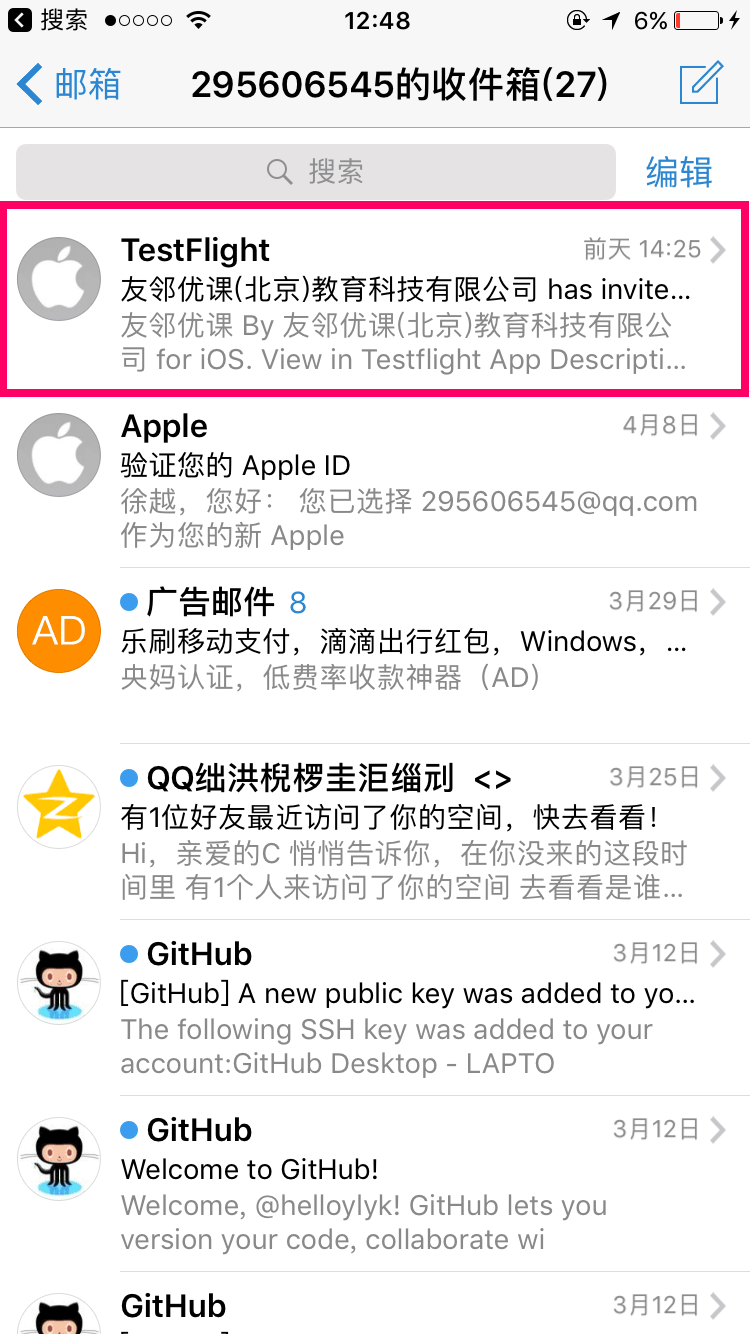 搜索 12:48 6%
邮箱 295606545的收件箱(27)
搜索 编辑
TestFlight 前天 14:25
友邻优课(北京)教育科技有限公司 has invite...
友邻优课 By 友邻优课(北京)教育科技有限公
司 for iOS. View in Testflight App Descripti...
Apple 4月8日
验证您的 Apple ID
徐越，您好： 您已选择 295606545@qq.com
作为您的新 Apple
AD
广告邮件 8 3月29日
乐刷移动支付，滴滴出行红包，Windows，...
央妈认证，低费率收款神器（AD）
QQ绌洪棿椤圭洰缁刓 <> 3月25日
有1位好友最近访问了你的空间，快去看看！
Hi，亲爱的C 悄悄告诉你，在你没来的这段时
间里 有1个人来访问了你的空间 去看看是谁...
GitHub 3月12日
[GitHub] A new public key was added to yo...
The following SSH key was added to your
account:GitHub Desktop - LAPTO
GitHub 3月12日
Welcome to GitHub!
Welcome, @helloylyk! GitHub lets you
version your code, collaborate wi
GitHub 3月12日